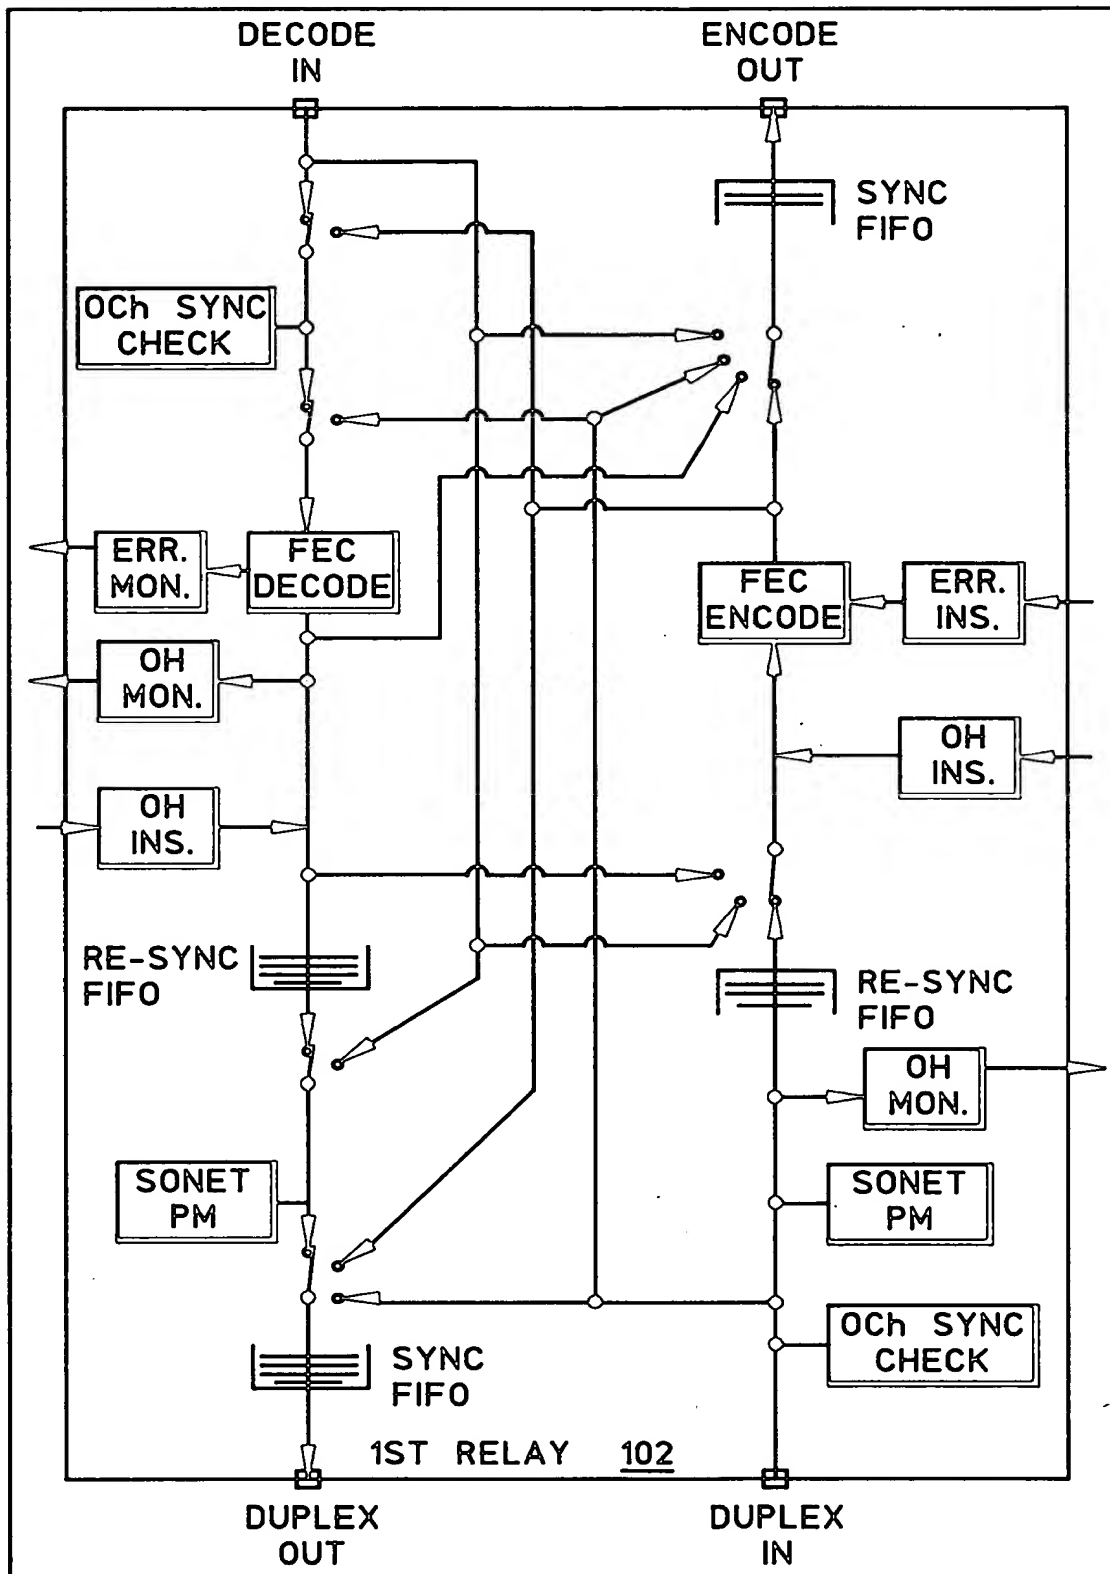 DECODE
IN
ENCODE
OUT
SYNC
FIFO
OCh SYNC
CHECK
ERR.
MON.
FEC
DECODE
FEC
ENCODE
ERR.
INS.
OH
MON.
OH
INS.
OH
INS.
RE-SYNC
FIFO
RE-SYNC
FIFO
OH
MON.
SONET
PM
SONET
PM
OCh SYNC
CHECK
SYNC
FIFO
1ST RELAY 102
DUPLEX
OUT
DUPLEX
IN